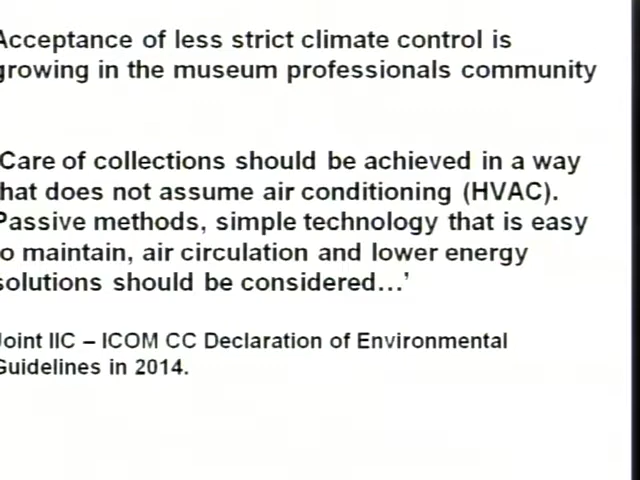 Acceptance of less strict climate control is
growing in the museum professionals community
Care of collections should be achieved in a way
hat does not assume air conditioning (HVAC).
Passive methods, simple technology that is easy
o maintain, air circulation and lower energy
solutions should be considered…’
Joint IIC – ICOM CC Declaration of Environmental
Guidelines in 2014.